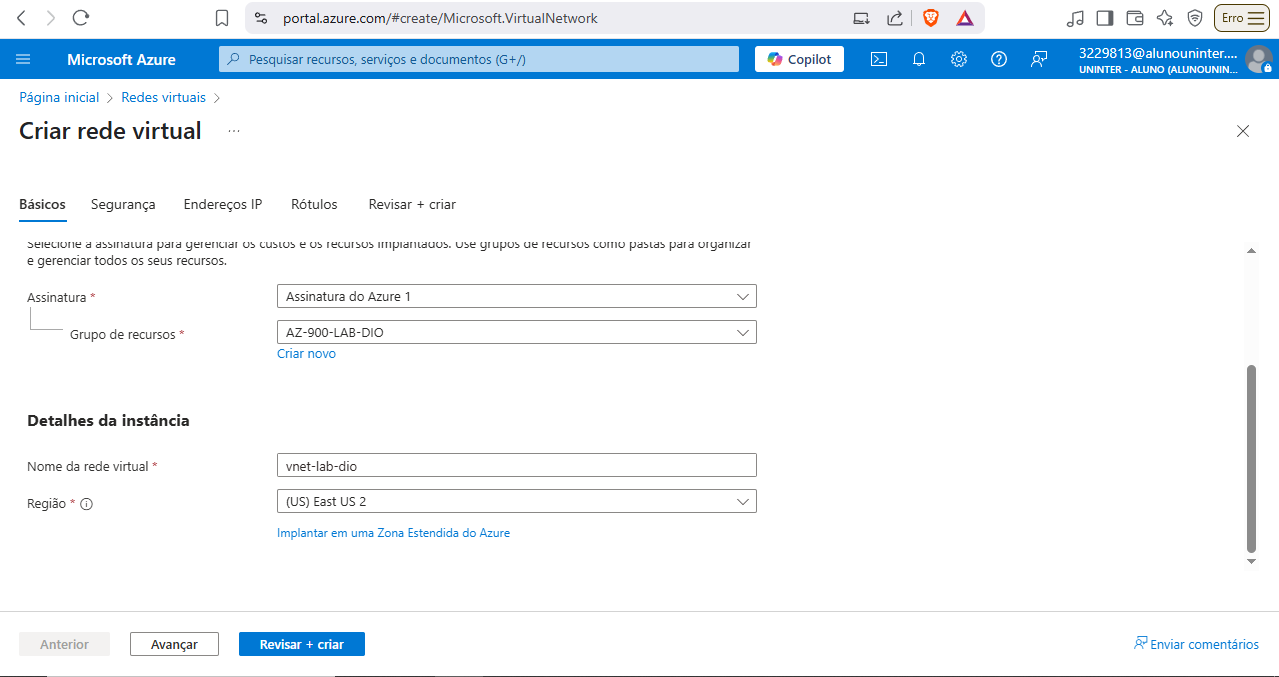 portal.azure.com/#create/Microsoft.VirtualNetwork
Erro
Microsoft Azure
Pesquisar recursos, serviços e documentos (G+/)
Copilot
3229813@alunouninter....
UNINTER - ALUNO (ALUNOUNIN...
Página inicial > Redes virtuais >
Criar rede virtual ...
Básicos Segurança Endereços IP Rótulos Revisar + criar
Selecione a assinatura para gerenciar os custos e os recursos implantados. Use grupos de recursos como pastas para organizar
e gerenciar todos os seus recursos.
Assinatura *
Assinatura do Azure 1
Grupo de recursos *
AZ-900-LAB-DIO
Criar novo
Detalhes da instância
Nome da rede virtual *
vnet-lab-dio
Região *
(US) East US 2
Implantar em uma Zona Estendida do Azure
Anterior
Avançar
Revisar + criar
Enviar comentários